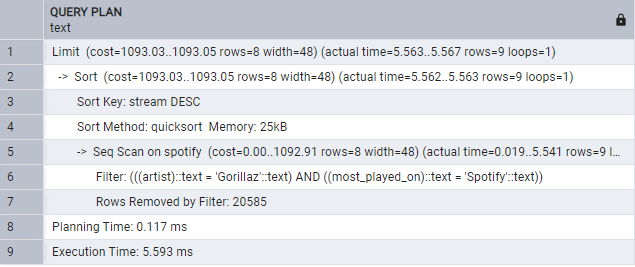 QUERY PLAN
text
1 Limit (cost=1093.03..1093.05 rows=8 width=48) (actual time=5.563..5.567 rows=9 loops=1)
2 -> Sort (cost=1093.03..1093.05 rows=8 width=48) (actual time=5.562..5.563 rows=9 loops=1)
3 Sort Key: stream DESC
4 Sort Method: quicksort Memory: 25kB
5 -> Seq Scan on spotify (cost=0.00..1092.91 rows=8 width=48) (actual time=0.019..5.541 rows=9 l...
6 Filter: (((artist)::text = 'Gorillaz'::text) AND ((most_played_on)::text = 'Spotify'::text))
7 Rows Removed by Filter: 20585
8 Planning Time: 0.117 ms
9 Execution Time: 5.593 ms